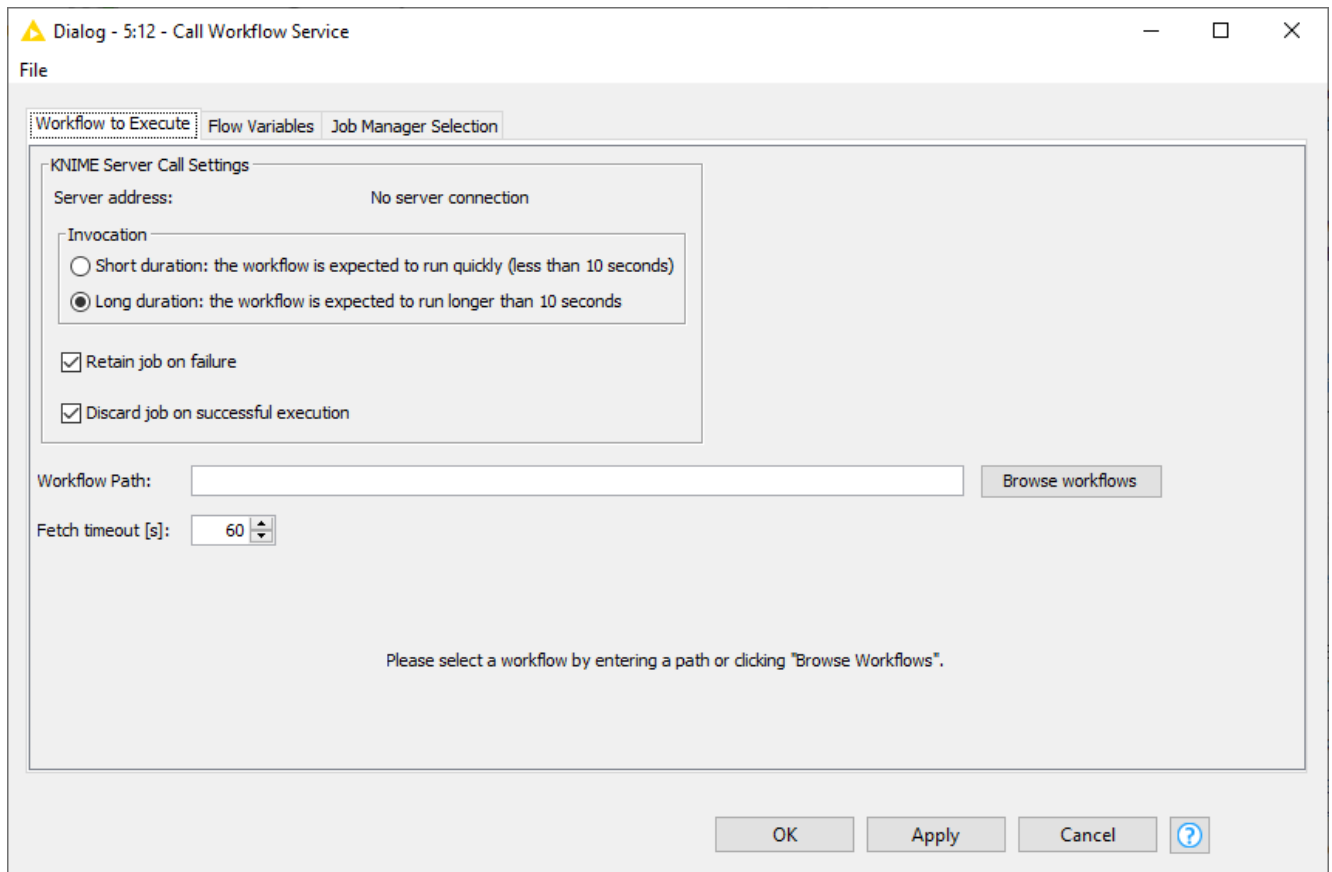 Dialog - 5:12 - Call Workflow Service
File
Workflow to Execute Flow Variables Job Manager Selection
KNIME Server Call Settings
Server address: No server connection
Invocation
Short duration: the workflow is expected to run quickly (less than 10 seconds)
Long duration: the workflow is expected to run longer than 10 seconds
Retain job on failure
Discard job on successful execution
Workflow Path: Browse workflows
Fetch timeout [s]: 60
Please select a workflow by entering a path or clicking "Browse Workflows".
OK Apply Cancel ?